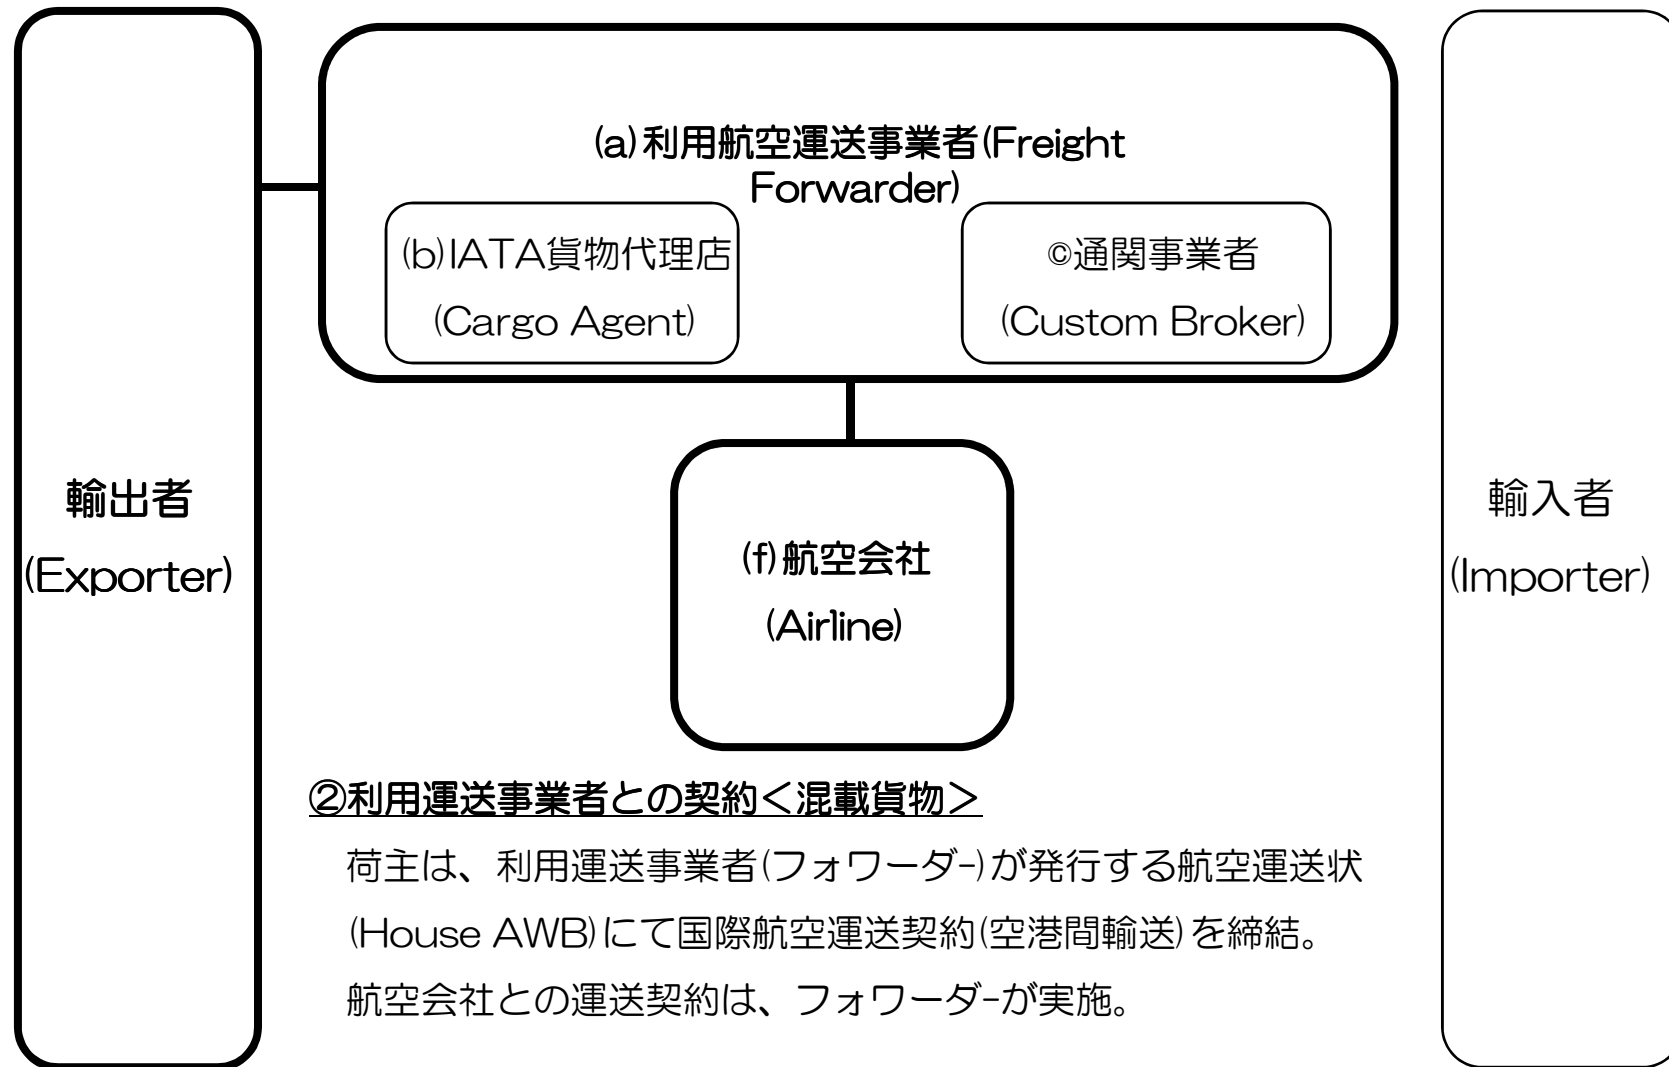 (a)利用航空運送事業者(Freight
Forwarder)
(b)IATA貨物代理店
(Cargo Agent)
©通関事業者
(Custom Broker)
輸出者
(Exporter)
(f)航空会社
(Airline)
輸入者
(Importer)
②利用運送事業者との契約＜混載貨物＞
荷主は、利用運送事業者(フォワーダｰ)が発行する航空運送状
(House AWB)にて国際航空運送契約(空港間輸送)を締結。
航空会社との運送契約は、フォワーダｰが実施。